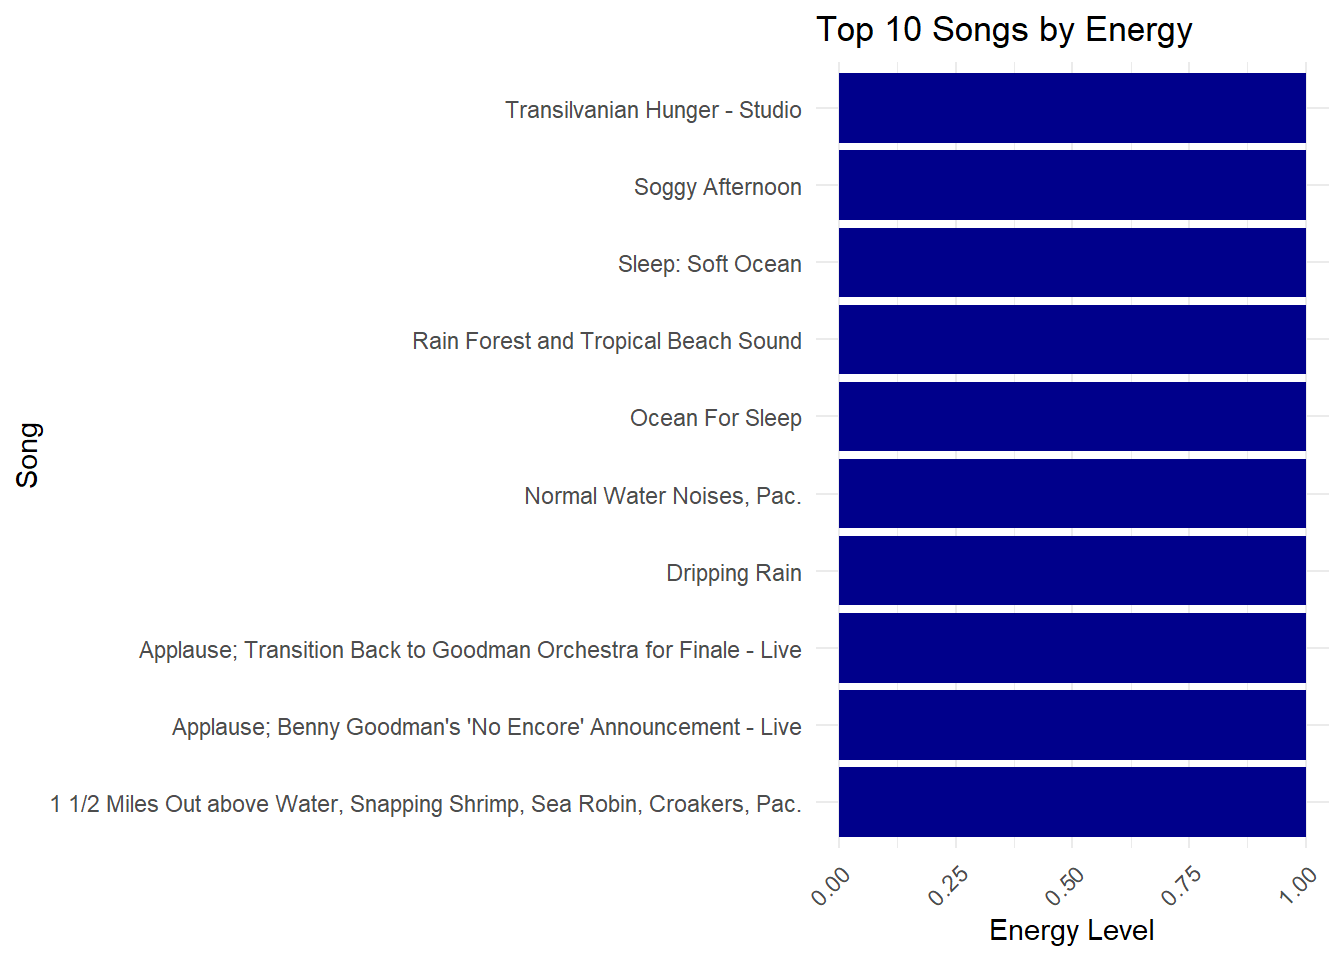 Top 10 Songs by Energy
Transilvanian Hunger - Studio
Soggy Afternoon
Sleep: Soft Ocean
Rain Forest and Tropical Beach Sound
Ocean For Sleep
Normal Water Noises, Pac.
Dripping Rain
Applause; Transition Back to Goodman Orchestra for Finale - Live
Applause; Benny Goodman's 'No Encore' Announcement - Live
1 1/2 Miles Out above Water, Snapping Shrimp, Sea Robin, Croakers, Pac.
Song
0.00 0.25 0.50 0.75 1.00
Energy Level